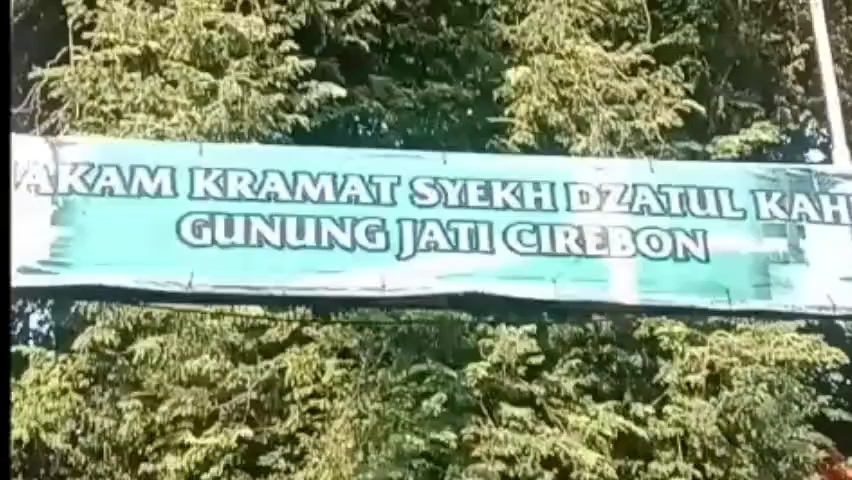 AKAM KRAMAT SYEKH DZATUL KAH
GUNUNG JATI CIREBON